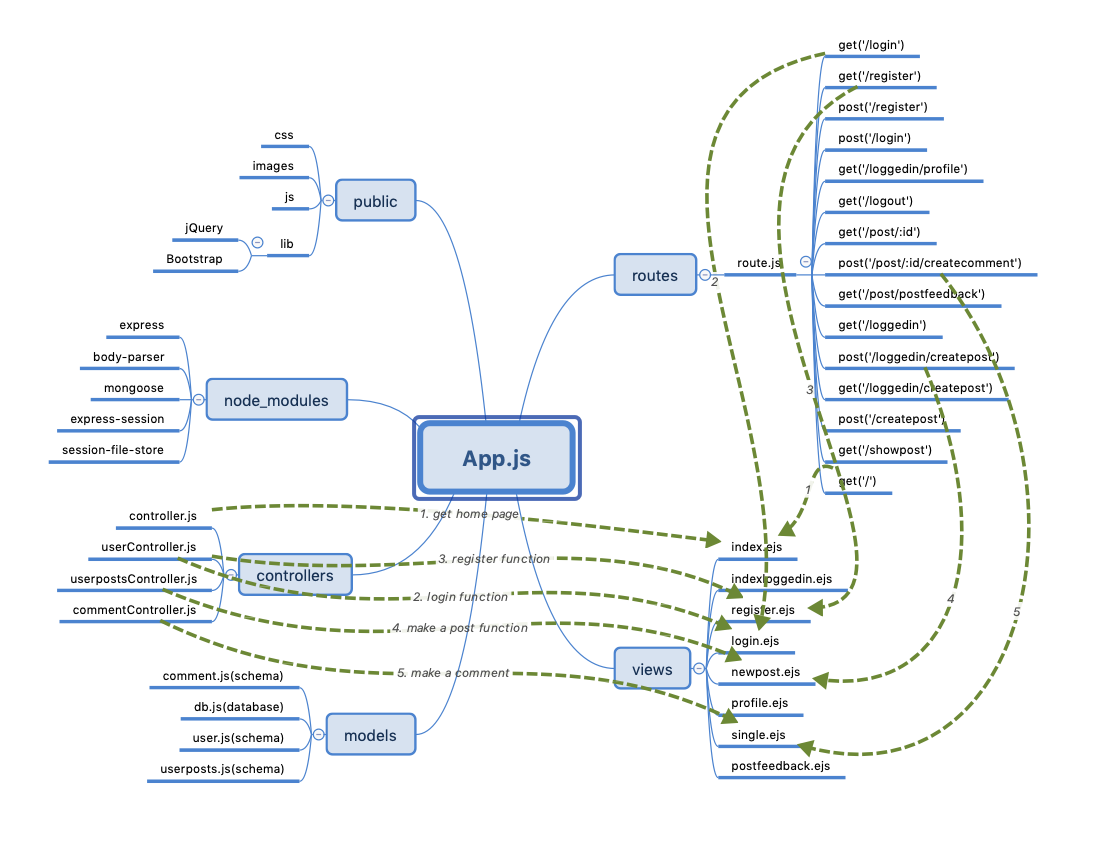 App.js
public
css
images
js
lib
jQuery
Bootstrap
node_modules
express
body-parser
mongoose
express-session
session-file-store
controllers
controller.js
userController.js
userpostsController.js
commentController.js
models
comment.js(schema)
db.js(database)
user.js(schema)
userposts.js(schema)
routes
route.js
get('/login')
get('/register')
post('/register')
post('/login')
get('/loggedin/profile')
get('/logout')
get('/post/:id')
post('/post/:id/createcomment')
get('/post/postfeedback')
get('/loggedin')
post('/loggedin/createpost')
get('/loggedin/createpost')
post('/createpost')
get('/showpost')
get('/')
views
index.ejs
indexloggedin.ejs
register.ejs
login.ejs
newpost.ejs
profile.ejs
single.ejs
postfeedback.ejs
1. get home page
3. register function
2. login function
4. make a post function
5. make a comment
2
3
1
4
5